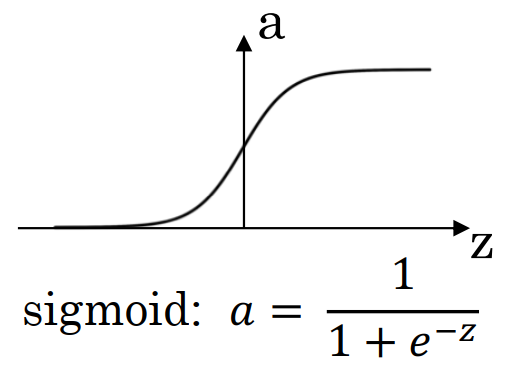 a
z
sigmoid: a = 1 / (1 + e^{-z})